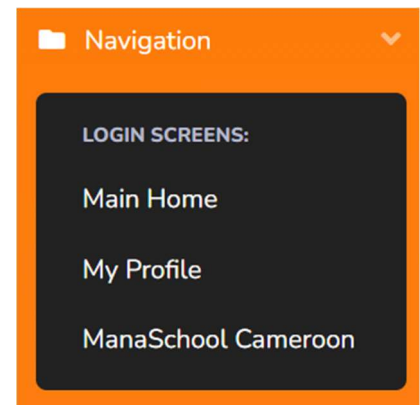 Navigation
LOGIN SCREENS:
Main Home
My Profile
ManaSchool Cameroon